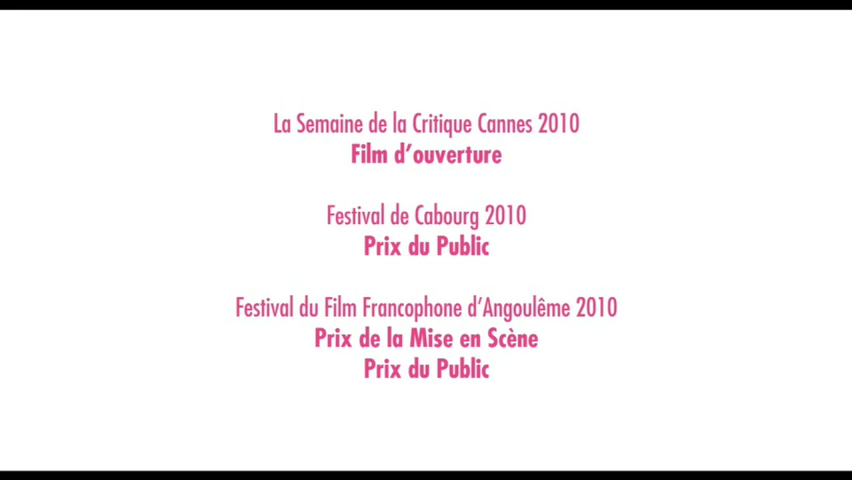 La Semaine de la Critique Cannes 2010
Film d’ouverture
Festival de Cabourg 2010
Prix du Public
Festival du Film Francophone d’Angoulême 2010
Prix de la Mise en Scène
Prix du Public